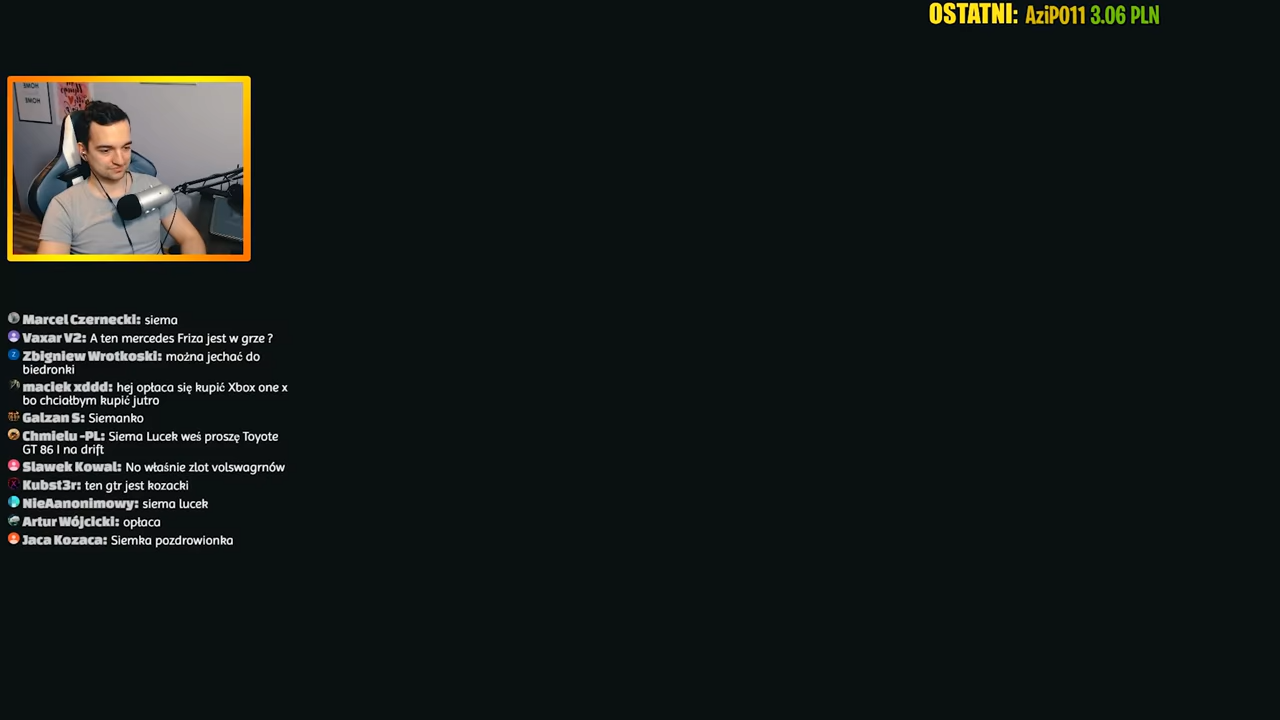 OSTATNI: AziP011 3.06 PLN
HOME
HOME
Marcel Czernecki: siema
Vaxar V2: A ten mercedes Friza jest w grze ?
Zbigniew Wrotkoski: można jechać do
biedronki
maciek xddd: hej opłaca się kupić Xbox one x
bo chciałbym kupić jutro
Galzan S: Siemanko
Chmielu -PL: Siema Lucek weś proszę Toyote
GT 86 I na drift
Slawek Kowal: No właśnie zlot volswagrnów
Kubst3r: ten gtr jest kozacki
NieAanonimowy: siema lucek
Artur Wójcicki: opłaca
Jaca Kozaca: Siemka pozdrowionka